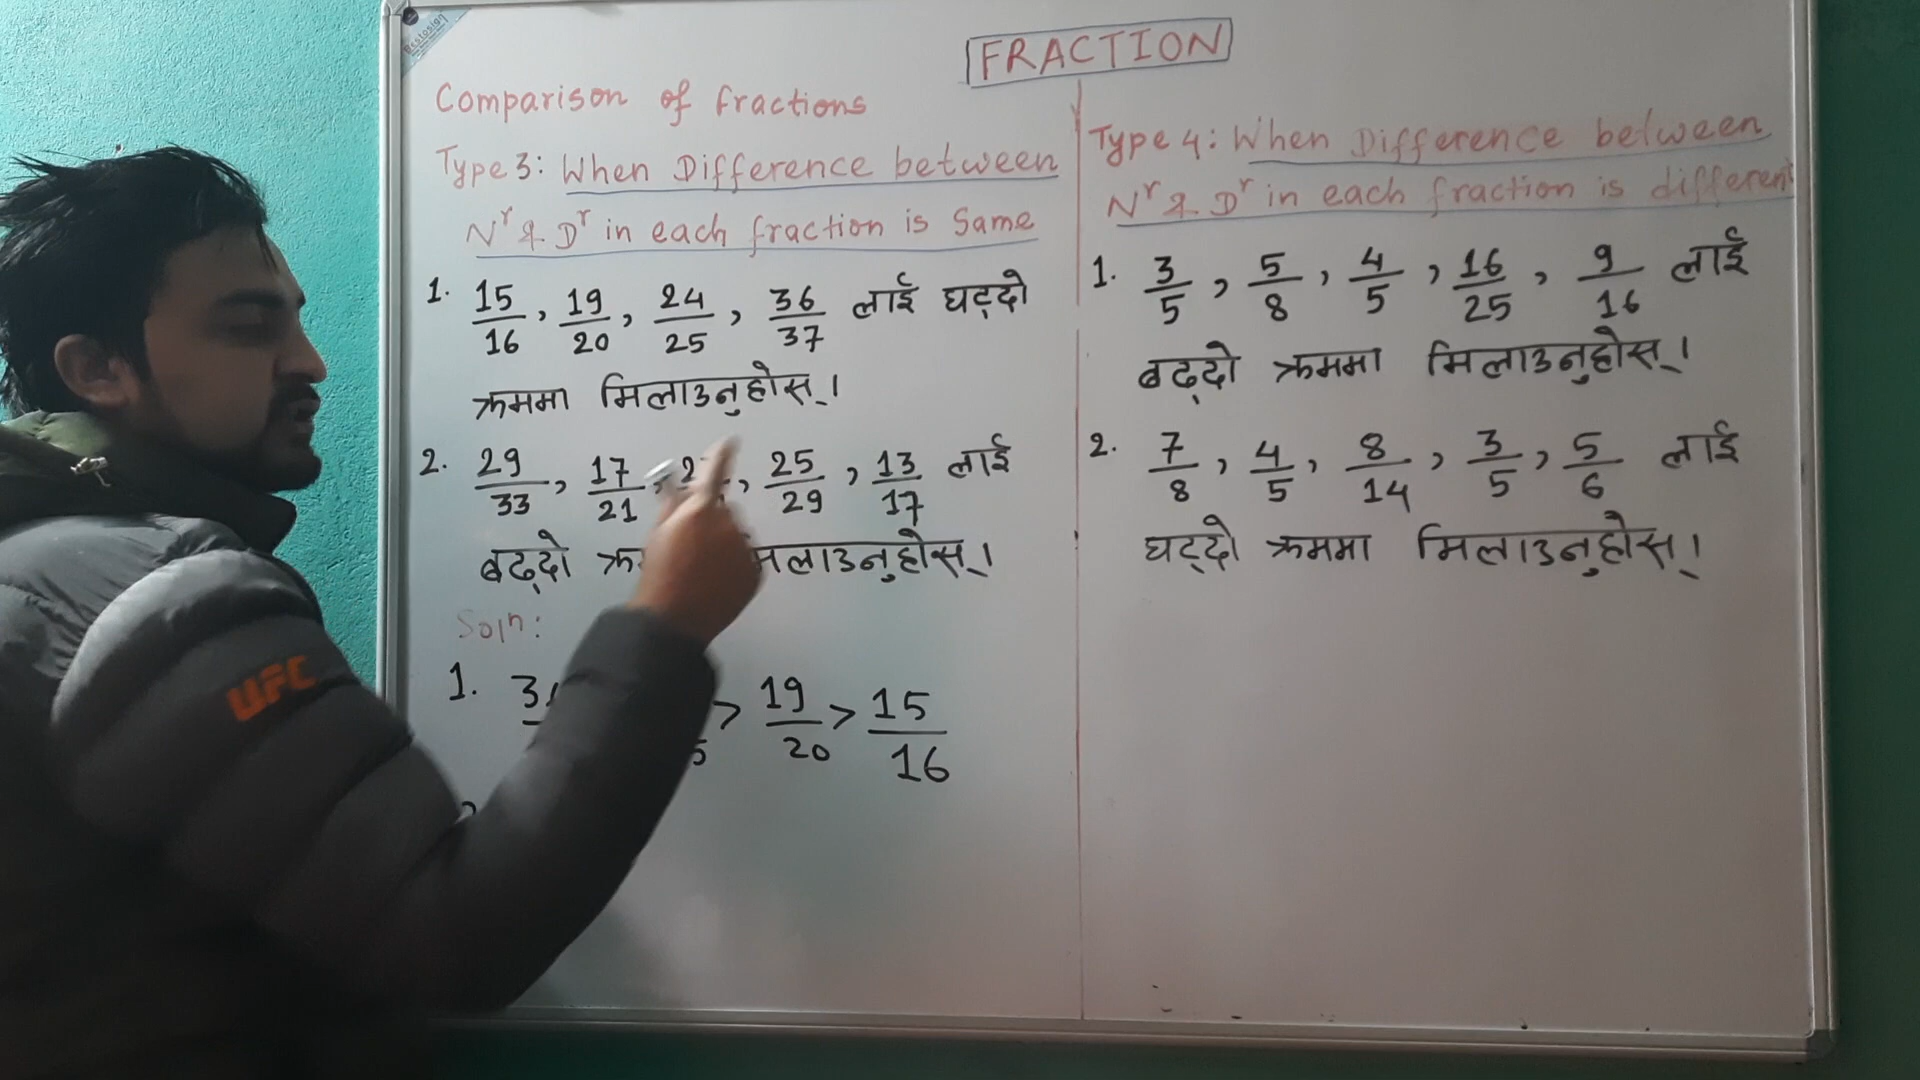 Bestosign
FRACTION
Comparison of fractions
Type 3: When Difference between
Nʳ & Dʳ in each fraction is same
1. 15/16, 19/20, 24/25, 36/37 लाई घट्दो
क्रममा मिलाउनुहोस्।
2. 29/33, 17/21, 25/29, 13/17 लाई
बढ्दो मिलाउनुहोस्।
Solⁿ:
1. > 19/20 > 15/16
Type 4: When Difference between
Nʳ & Dʳ in each fraction is different
1. 3/5, 5/8, 4/5, 16/25, 9/16 लाई
बढ्दो क्रममा मिलाउनुहोस्।
2. 7/8, 4/5, 8/14, 3/5, 5/6 लाई
घट्दो क्रममा मिलाउनुहोस्।
UFC